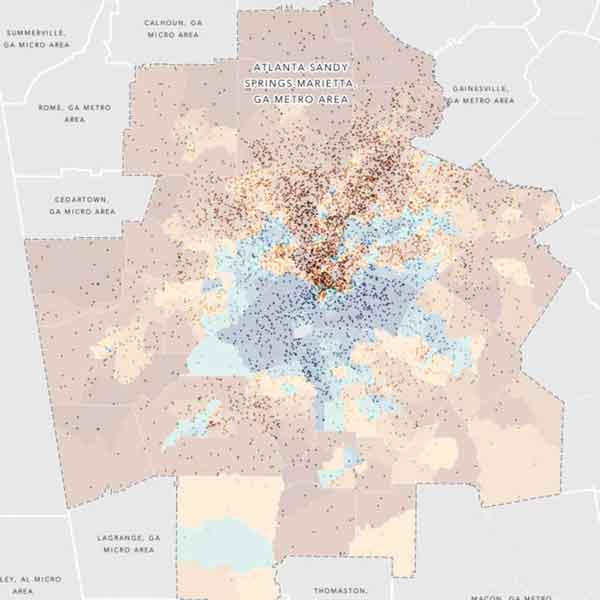 SUMMERVILLE,
GA MICRO AREA
CALHOUN, GA
MICRO AREA
ATLANTA-SANDY
SPRINGS-MARIETTA,
GA METRO AREA
GAINESVILLE,
GA METRO AREA
ROME, GA METRO
AREA
CEDARTOWN,
GA MICRO AREA
LAGRANGE, GA
MICRO AREA
LEY, AL MICRO
AREA
THOMASTON,
MACON, GA METRO